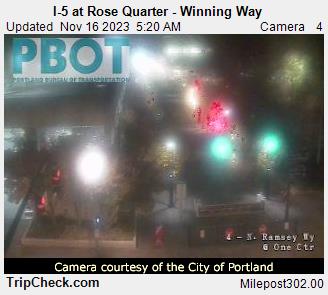 I-5 at Rose Quarter - Winning Way
Updated Nov 16 2023 5:20 AM Camera 4
PBOT
PORTLAND BUREAU OF TRANSPORTATION
4 - N. Ramsey Wy
@ One Ctr
Camera courtesy of the City of Portland
TripCheck.com Milepost302.00